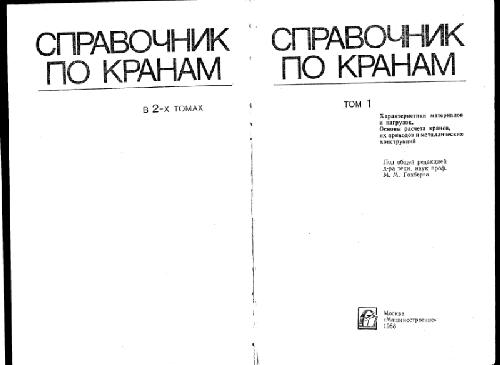 СПРАВОЧНИК
ПО КРАНАМ
В 2-Х ТОМАХ
СПРАВОЧНИК
ПО КРАНАМ
ТОМ 1
Характеристики материалов
и нагрузок.
Основы расчета кранов,
их приводов и металлических
конструкций
Под общей редакцией
д-ра техн. наук проф.
М. М. Гохберга
Москва
«Машиностроение»